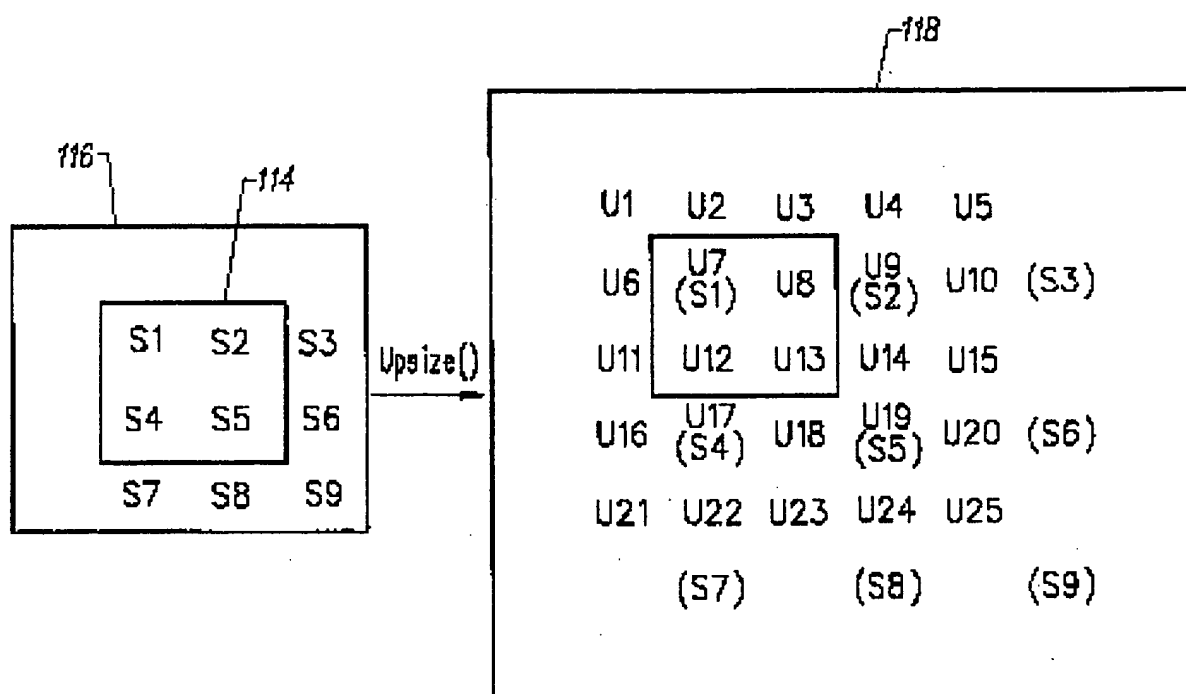 118
116
114
S1 S2 S3
S4 S5 S6
S7 S8 S9
Upsize()
U1 U2 U3 U4 U5
U6 U7 U8 U9 U10 (S3)
(S1) (S2)
U11 U12 U13 U14 U15
U16 U17 U18 U19 U20 (S6)
(S4) (S5)
U21 U22 U23 U24 U25
(S7) (S8) (S9)